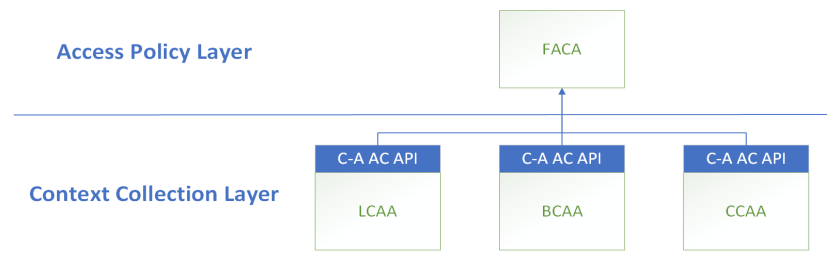 Access Policy Layer
FACA
C-A AC API
C-A AC API
C-A AC API
Context Collection Layer
LCAA
BCAA
CCAA